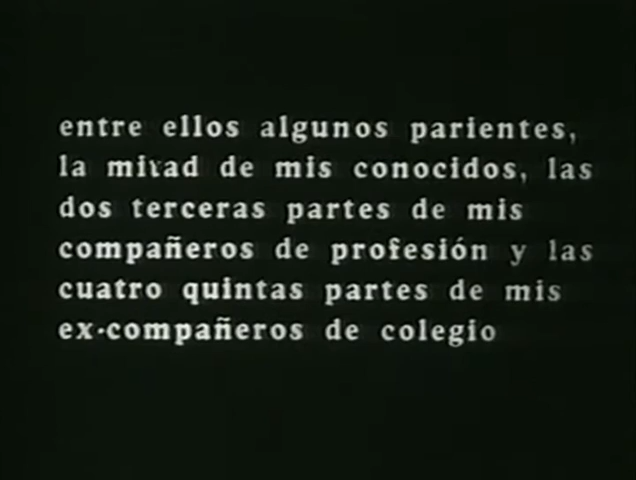 entre ellos algunos parientes,
la mitad de mis conocidos, las
dos terceras partes de mis
compañeros de profesión y las
cuatro quintas partes de mis
ex-compañeros de colegio